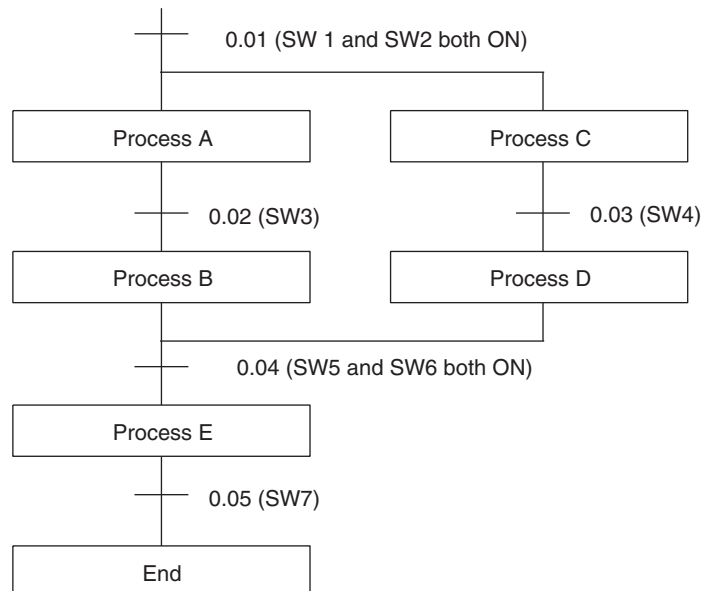 0.01 (SW 1 and SW2 both ON)
Process A
Process C
0.02 (SW3)
0.03 (SW4)
Process B
Process D
0.04 (SW5 and SW6 both ON)
Process E
0.05 (SW7)
End